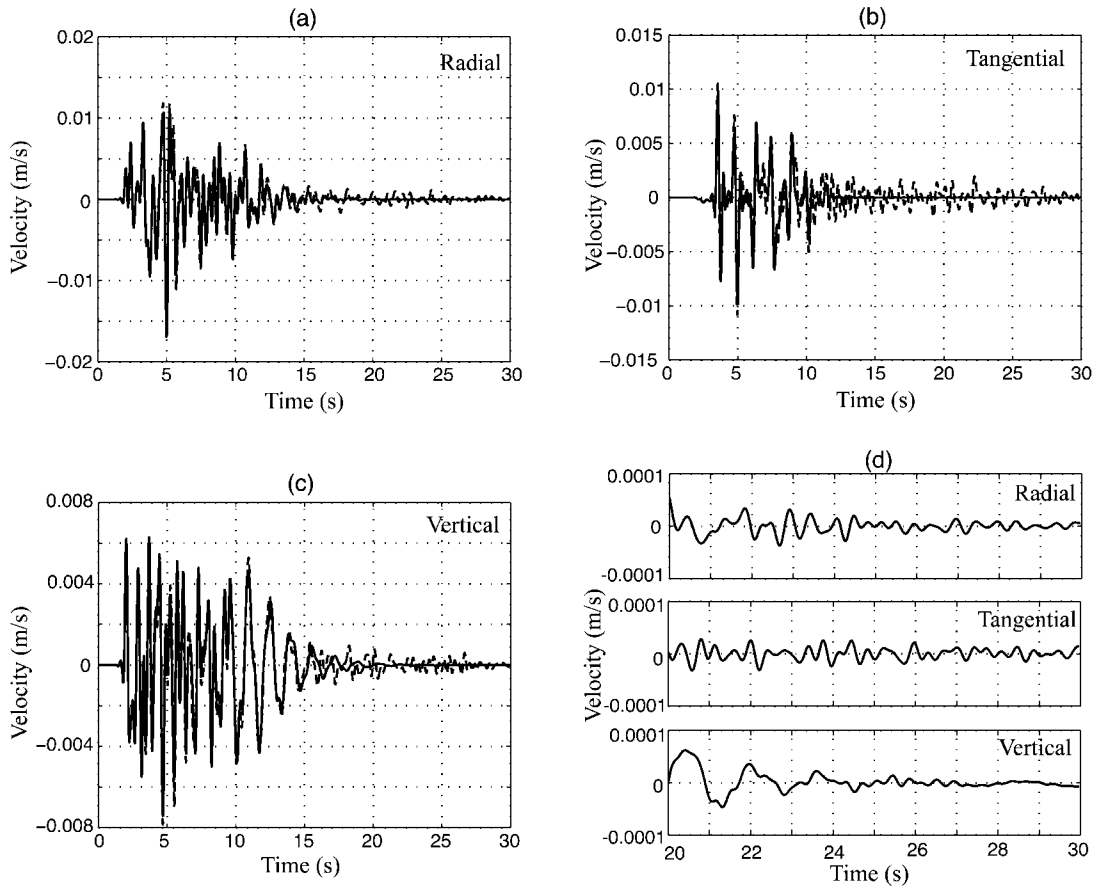 (a)
Radial
Velocity (m/s)
0.02
0.01
0
−0.01
−0.02
0 5 10 15 20 25 30
Time (s)
(b)
Tangential
Velocity (m/s)
0.015
0.01
0.005
0
−0.005
−0.01
−0.015
0 5 10 15 20 25 30
Time (s)
(c)
Vertical
Velocity (m/s)
0.008
0.004
0
−0.004
−0.008
0 5 10 15 20 25 30
Time (s)
(d)
Radial
0.0001
0
-0.0001
Tangential
Velocity (m/s)
0.0001
0
-0.0001
Vertical
0.0001
0
-0.0001
20 22 24 26 28 30
Time (s)